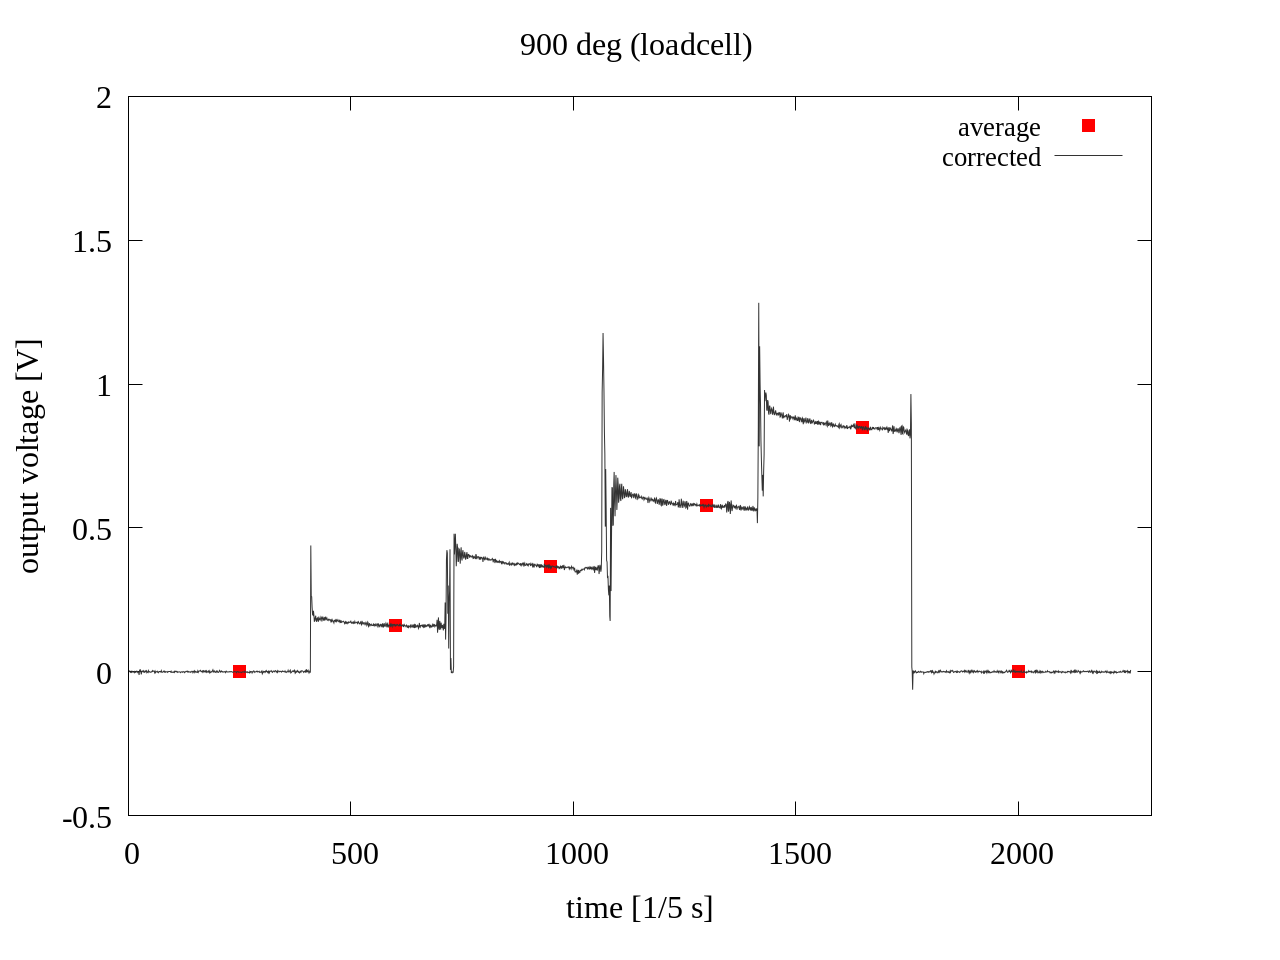 900 deg (loadcell)
average
corrected
2
1.5
1
0.5
0
-0.5
output voltage [V]
0 500 1000 1500 2000
time [1/5 s]